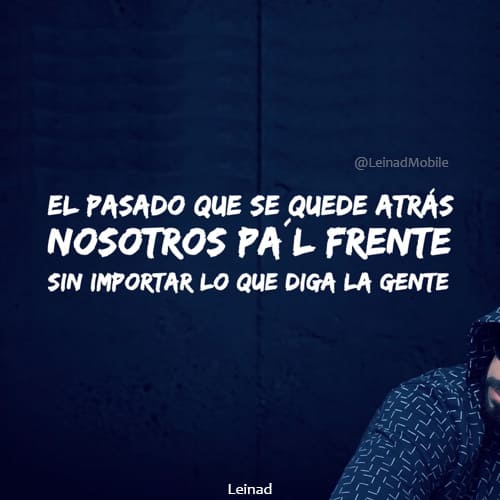 @LeinadMobile
EL PASADO QUE SE QUEDE ATRÁS
NOSOTROS PA´L FRENTE
SIN IMPORTAR LO QUE DIGA LA GENTE
Leinad